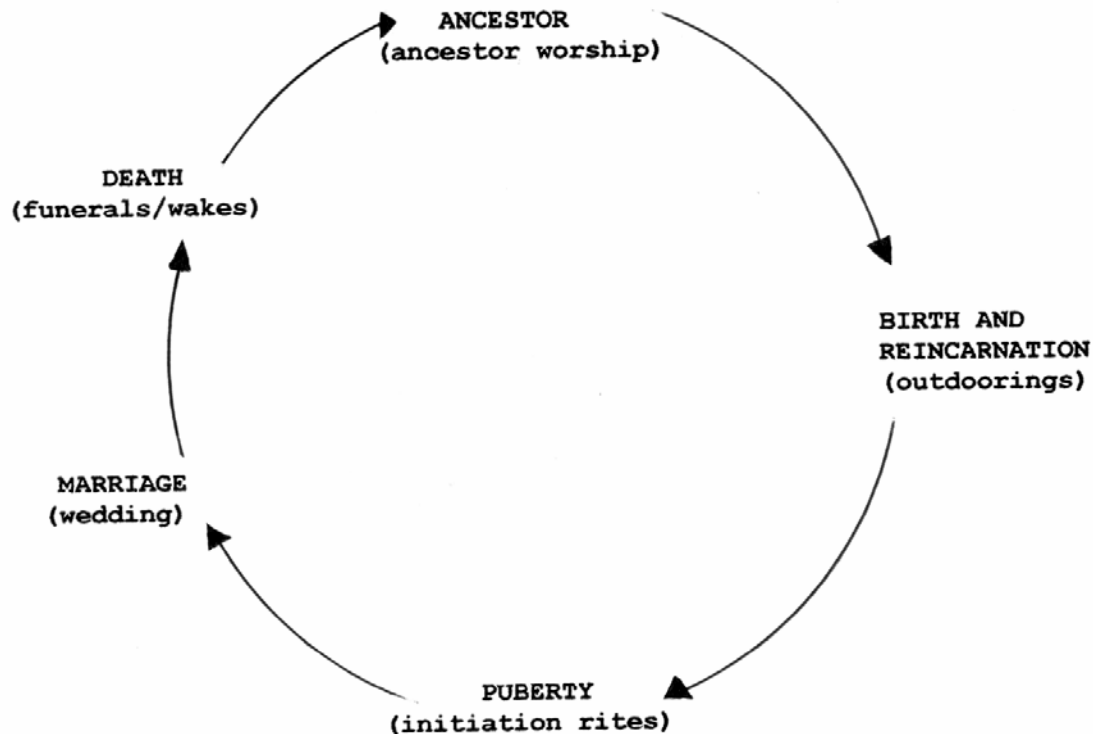 ANCESTOR
(ancestor worship)
BIRTH AND
REINCARNATION
(outdoorings)
PUBERTY
(initiation rites)
MARRIAGE
(wedding)
DEATH
(funerals/wakes)